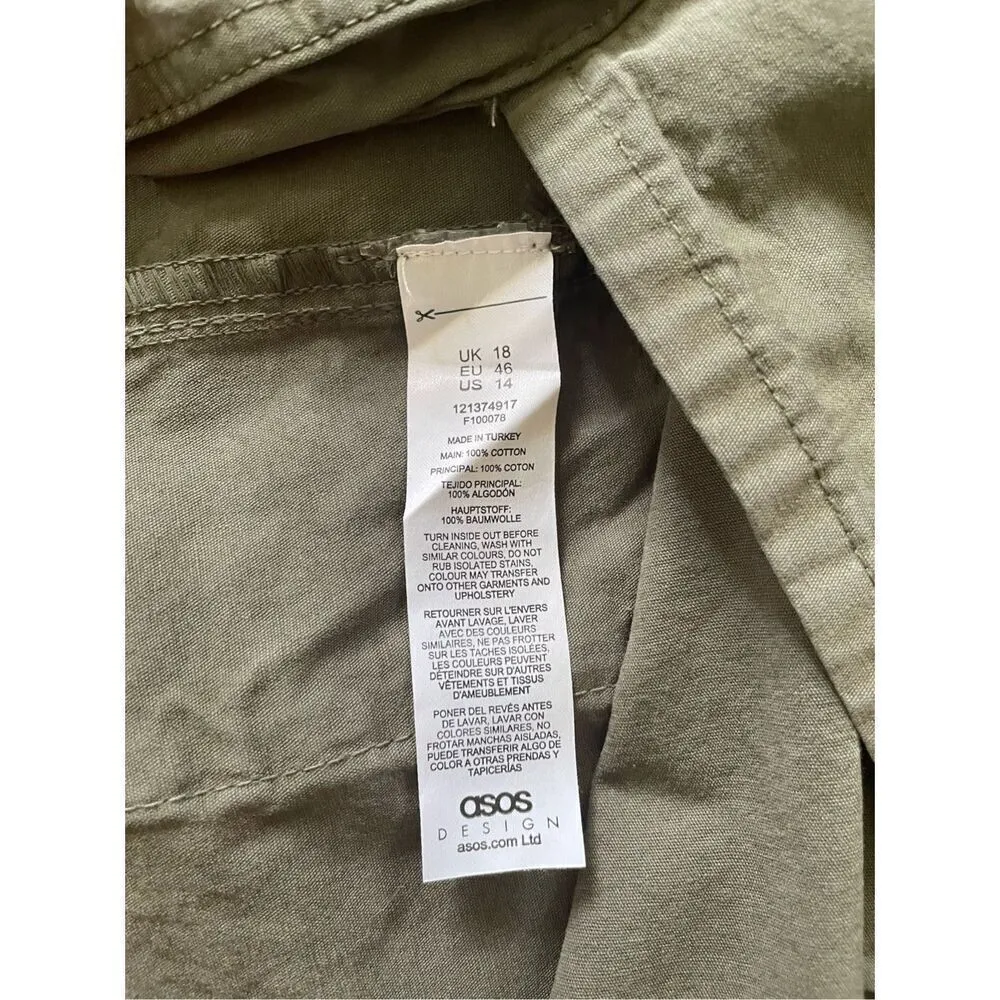 UK 18
EU 46
US 14
121374917
F100078
MADE IN TURKEY
MAIN: 100% COTTON
PRINCIPAL: 100% COTON
TEJIDO PRINCIPAL:
100% ALGODÓN
HAUPTSTOFF:
100% BAUMWOLLE
TURN INSIDE OUT BEFORE
CLEANING, WASH WITH
SIMILAR COLOURS, DO NOT
RUB ISOLATED STAINS,
COLOUR MAY TRANSFER
ONTO OTHER GARMENTS AND
UPHOLSTERY
RETOURNER SUR L'ENVERS
AVANT LAVAGE, LAVER
AVEC DES COULEURS
SIMILAIRES, NE PAS FROTTER
SUR LES TACHES ISOLÉES,
LES COULEURS PEUVENT
DÉTEINDRE SUR D'AUTRES
VÊTEMENTS ET TISSUS
D'AMEUBLEMENT
PONER DEL REVÉS ANTES
DE LAVAR, LAVAR CON
COLORES SIMILARES, NO
FROTAR MANCHAS AISLADAS,
PUEDE TRANSFERIR ALGO DE
COLOR A OTRAS PRENDAS Y
TAPICERÍAS
asos
DESIGN
asos.com Ltd